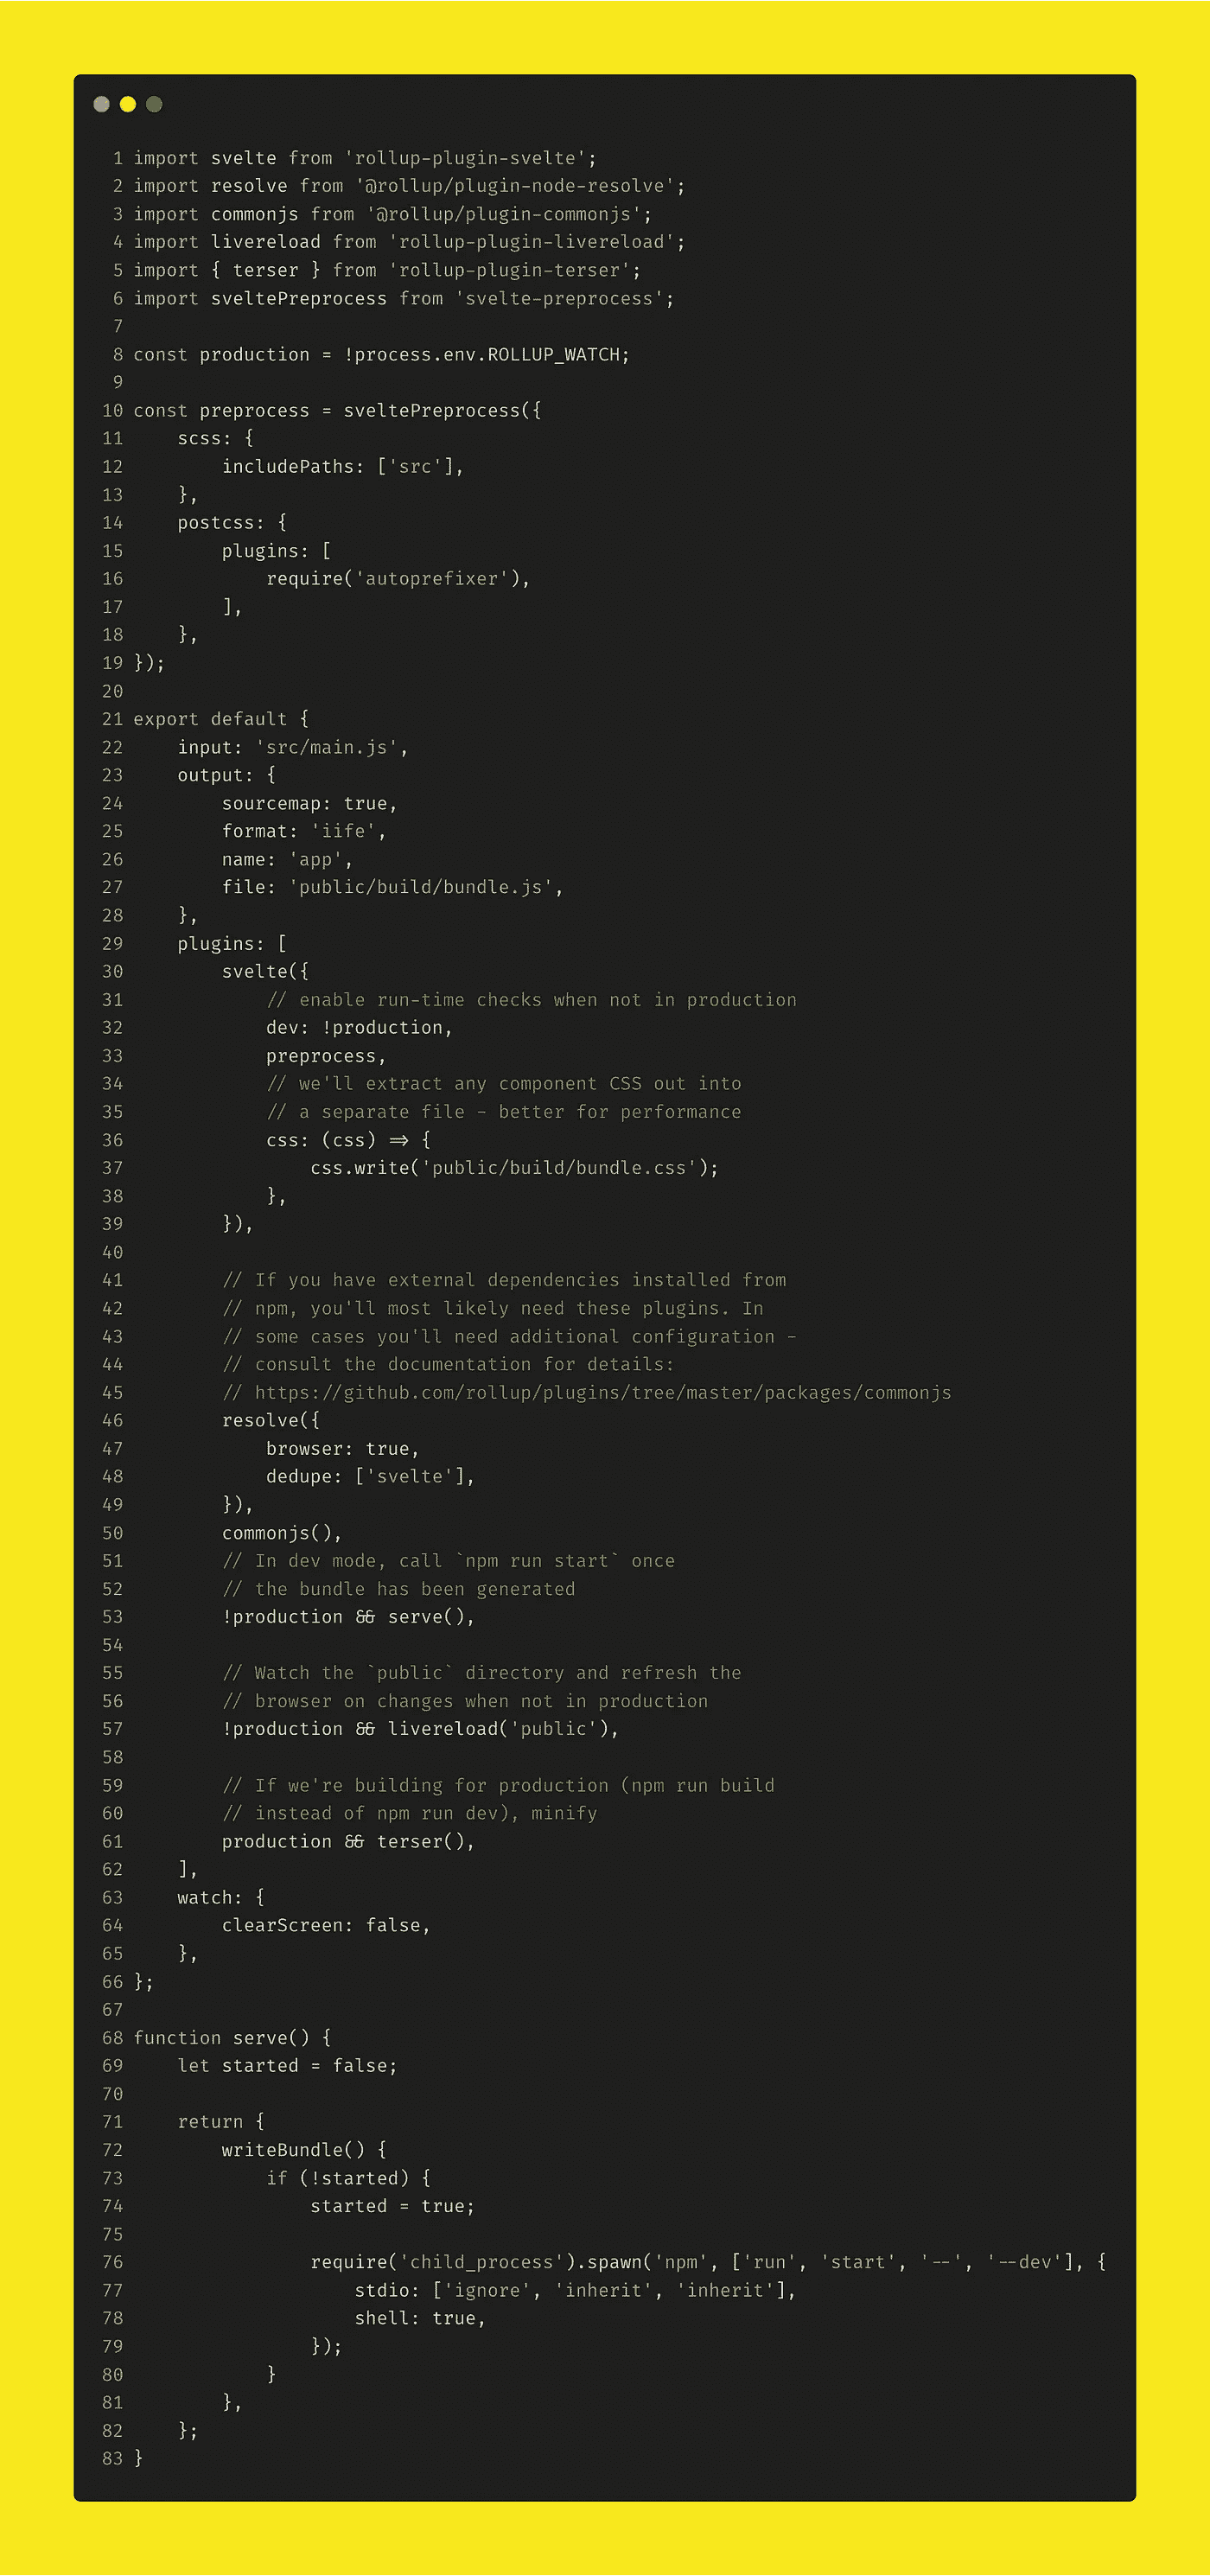 1 import svelte from 'rollup-plugin-svelte';
2 import resolve from '@rollup/plugin-node-resolve';
3 import commonjs from '@rollup/plugin-commonjs';
4 import livereload from 'rollup-plugin-livereload';
5 import { terser } from 'rollup-plugin-terser';
6 import sveltePreprocess from 'svelte-preprocess';
7
8 const production = !process.env.ROLLUP_WATCH;
9
10 const preprocess = sveltePreprocess({
11     scss: {
12         includePaths: ['src'],
13     },
14     postcss: {
15         plugins: [
16             require('autoprefixer'),
17         ],
18     },
19 });
20
21 export default {
22     input: 'src/main.js',
23     output: {
24         sourcemap: true,
25         format: 'iife',
26         name: 'app',
27         file: 'public/build/bundle.js',
28     },
29     plugins: [
30         svelte({
31             // enable run-time checks when not in production
32             dev: !production,
33             preprocess,
34             // we'll extract any component CSS out into
35             // a separate file - better for performance
36             css: (css) => {
37                 css.write('public/build/bundle.css');
38             },
39         }),
40
41         // If you have external dependencies installed from
42         // npm, you'll most likely need these plugins. In
43         // some cases you'll need additional configuration -
44         // consult the documentation for details:
45         // https://github.com/rollup/plugins/tree/master/packages/commonjs
46         resolve({
47             browser: true,
48             dedupe: ['svelte'],
49         }),
50         commonjs(),
51         // In dev mode, call `npm run start` once
52         // the bundle has been generated
53         !production && serve(),
54
55         // Watch the `public` directory and refresh the
56         // browser on changes when not in production
57         !production && livereload('public'),
58
59         // If we're building for production (npm run build
60         // instead of npm run dev), minify
61         production && terser(),
62     ],
63     watch: {
64         clearScreen: false,
65     },
66 };
67
68 function serve() {
69     let started = false;
70
71     return {
72         writeBundle() {
73             if (!started) {
74                 started = true;
75
76                 require('child_process').spawn('npm', ['run', 'start', '--', '--dev'], {
77                     stdio: ['ignore', 'inherit', 'inherit'],
78                     shell: true,
79                 });
80             }
81         },
82     };
83 }